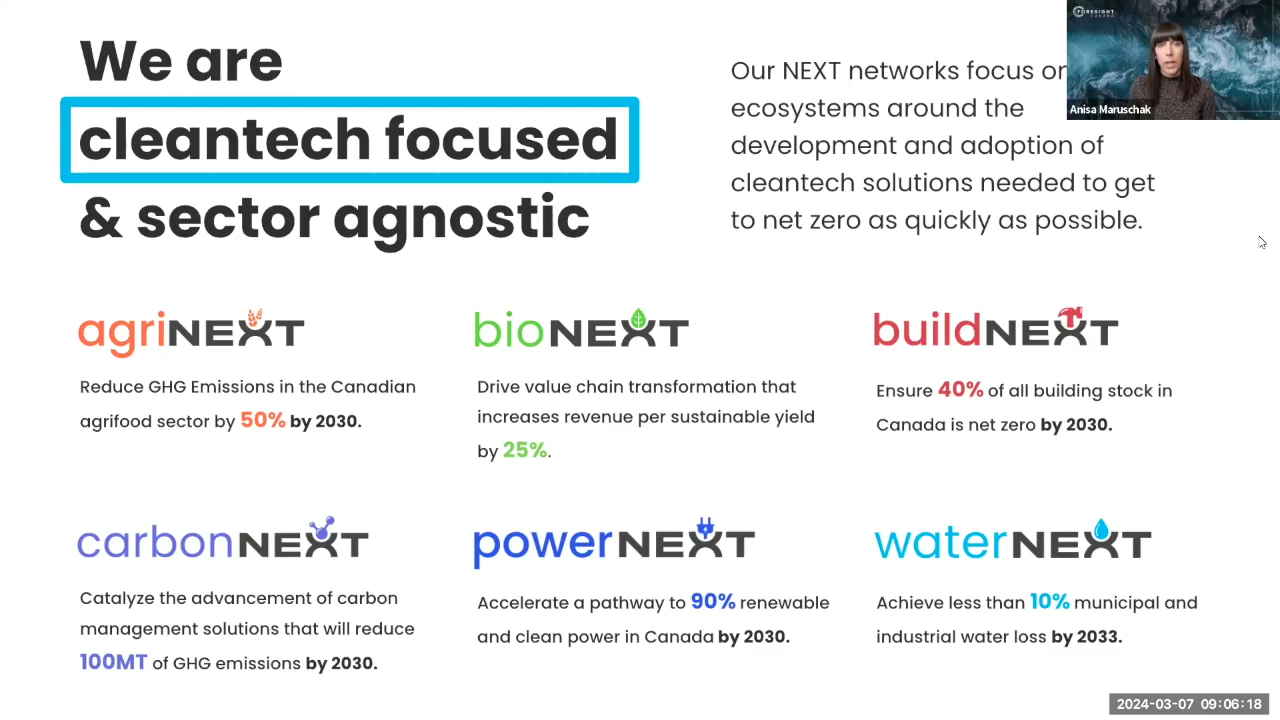 We are
cleantech focused
& sector agnostic
Our NEXT networks focus on
ecosystems around the
development and adoption of
cleantech solutions needed to get
to net zero as quickly as possible.
FORESIGHT
CANADA
Anisa Maruschak
agriNEXT
Reduce GHG Emissions in the Canadian
agrifood sector by 50% by 2030.
bioNEXT
Drive value chain transformation that
increases revenue per sustainable yield
by 25%.
buildNEXT
Ensure 40% of all building stock in
Canada is net zero by 2030.
carbonNEXT
Catalyze the advancement of carbon
management solutions that will reduce
100MT of GHG emissions by 2030.
powerNEXT
Accelerate a pathway to 90% renewable
and clean power in Canada by 2030.
waterNEXT
Achieve less than 10% municipal and
industrial water loss by 2033.
2024-03-07 09:06:18